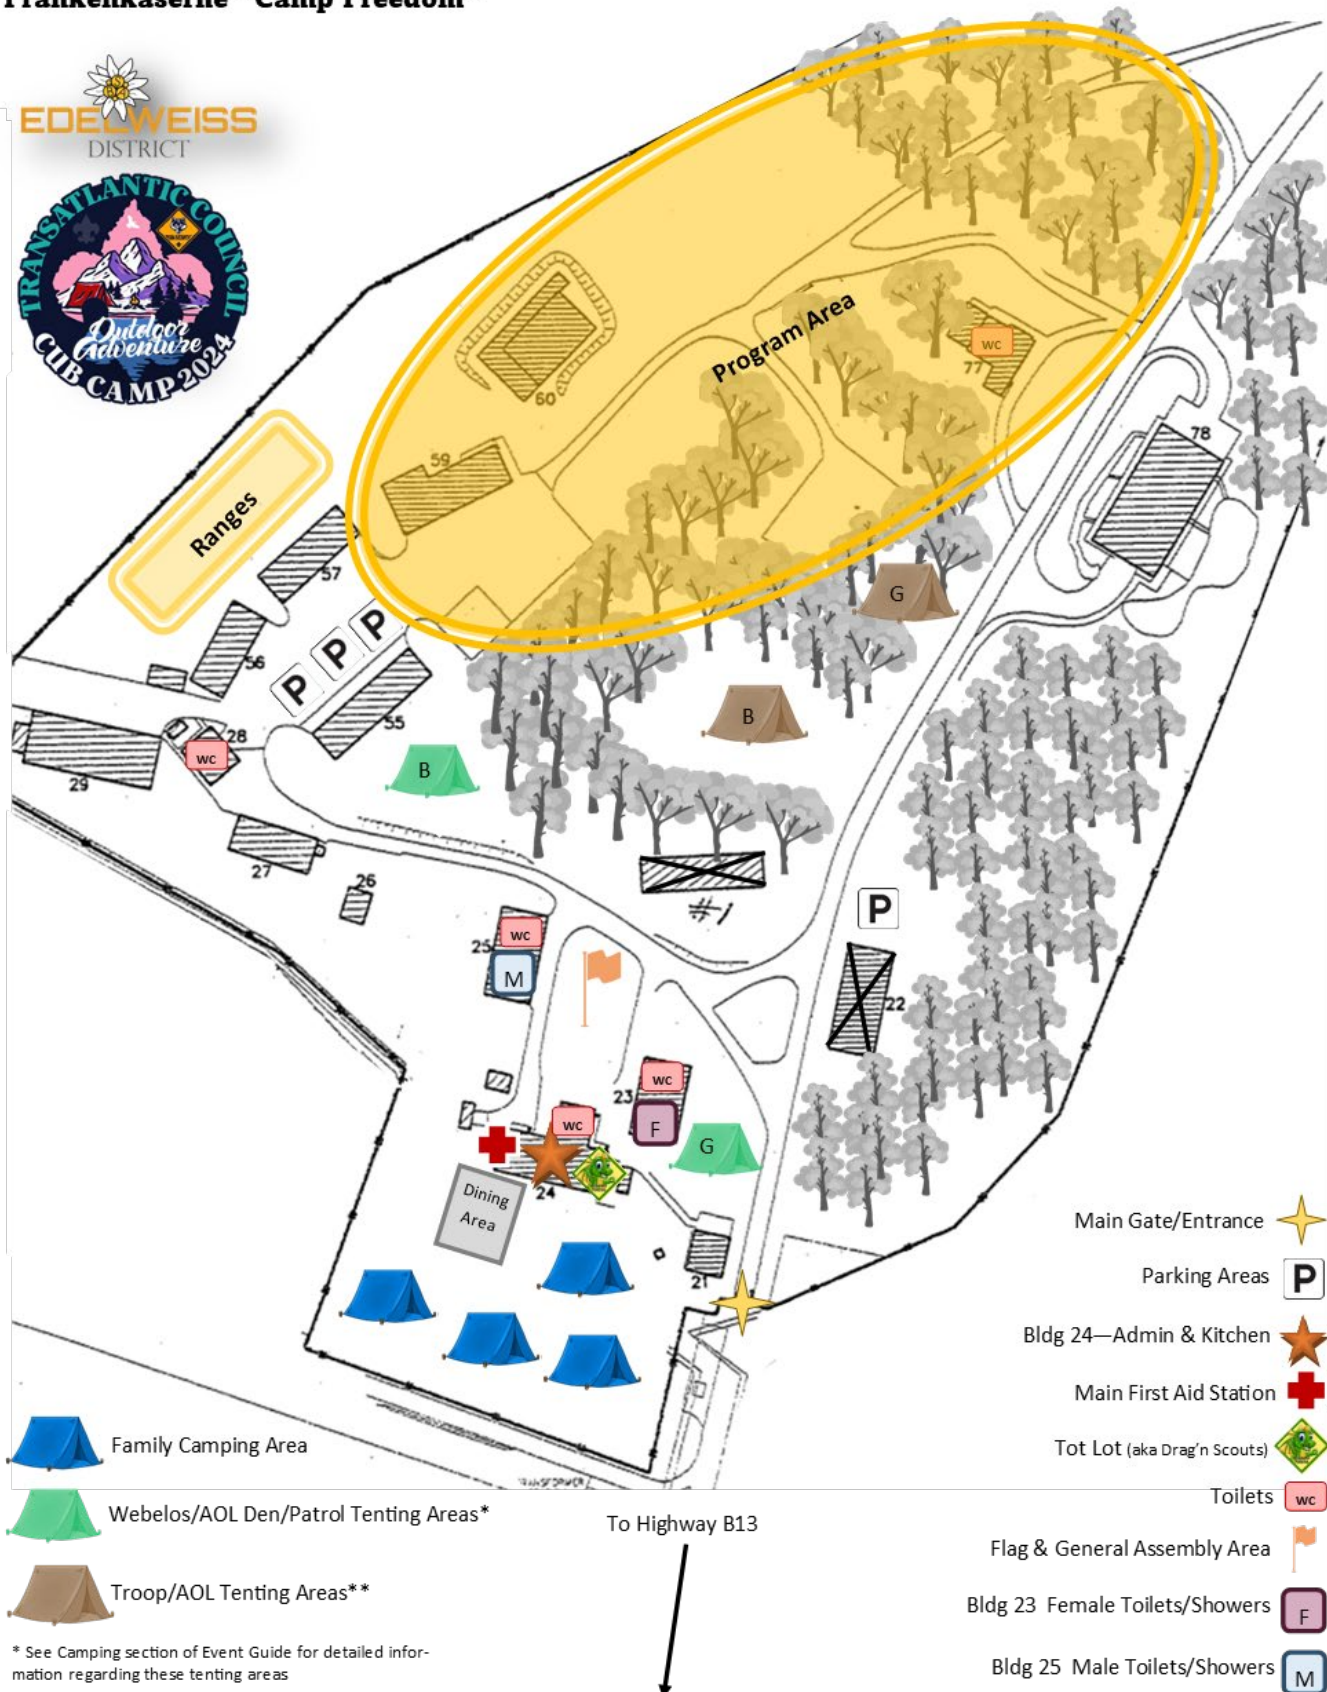 Frankenkaserne "Camp Freedom"
EDELWEISS
DISTRICT
TRANSATLANTIC COUNCIL
Outdoor
Adventure
CUB CAMP 2024
Program Area
wc
77
60
59
78
Ranges
57
G
P
P
P
56
B
55
28
wc
B
29
27
26
#1
P
wc
25
M
22
wc
23
F
wc
G
24
Dining
Area
21
Main Gate/Entrance
Parking Areas P
Bldg 24—Admin & Kitchen
Main First Aid Station
Tot Lot (aka Drag'n Scouts)
Toilets wc
Flag & General Assembly Area
Bldg 23 Female Toilets/Showers F
Bldg 25 Male Toilets/Showers M
Family Camping Area
Webelos/AOL Den/Patrol Tenting Areas*
Troop/AOL Tenting Areas**
* See Camping section of Event Guide for detailed infor-
mation regarding these tenting areas
TRANSFORMER
To Highway B13